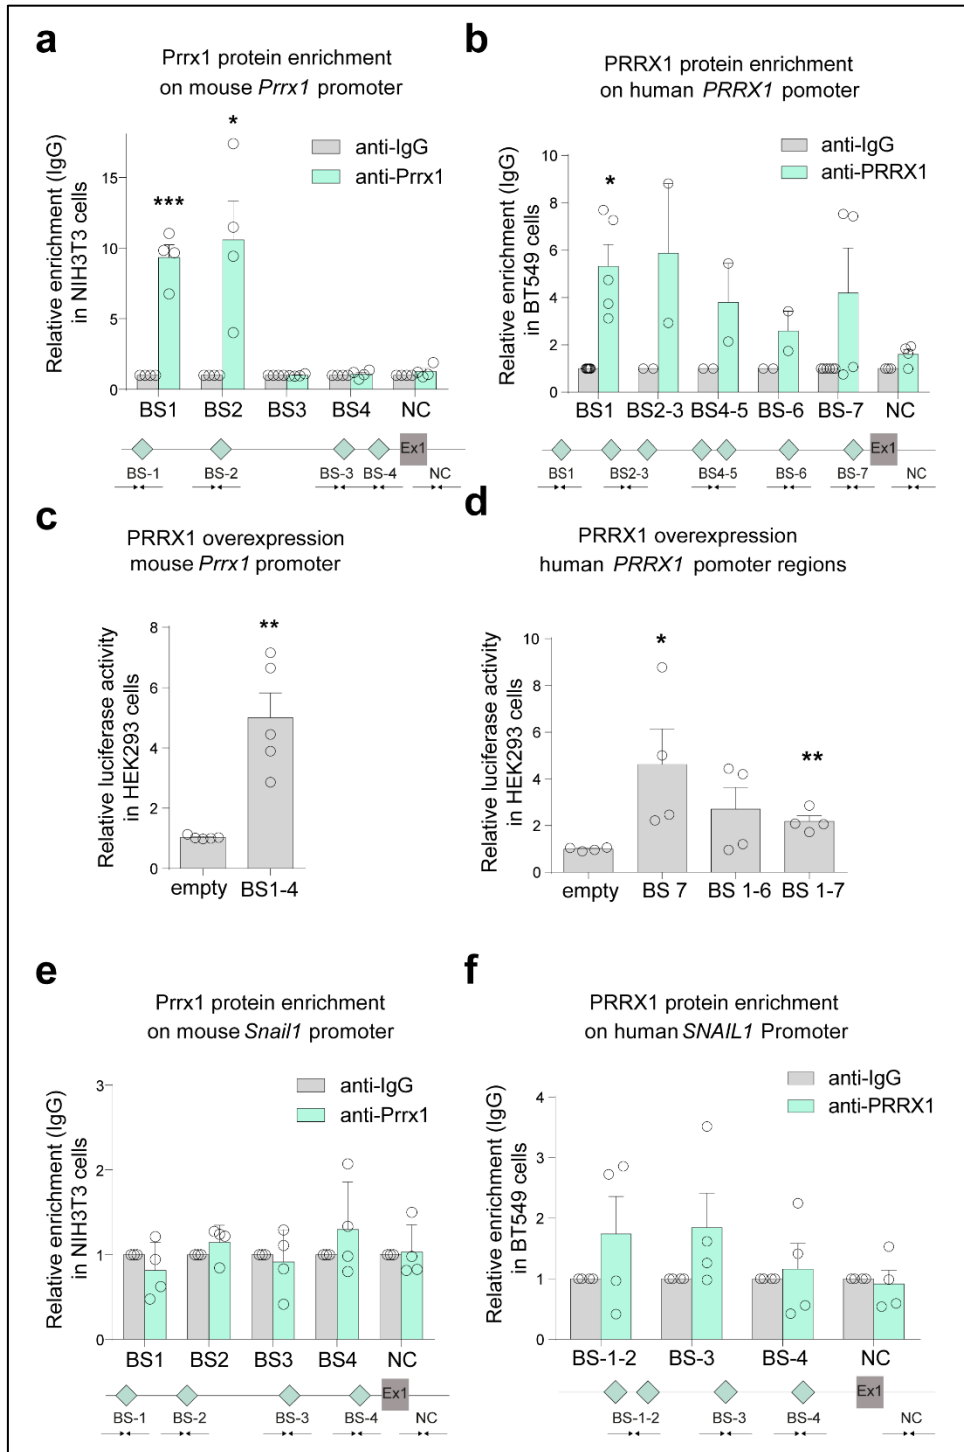 a
Prrx1 protein enrichment
on mouse Prrx1 promoter
Relative enrichment (IgG)
in NIH3T3 cells
anti-IgG
anti-Prrx1
*
***
15
10
5
0
BS1 BS2 BS3 BS4 NC
Ex1
BS-1 BS-2 BS-3 BS-4 NC
b
PRRX1 protein enrichment
on human PRRX1 pomoter
Relative enrichment (IgG)
in BT549 cells
anti-IgG
anti-PRRX1
*
10
8
6
4
2
0
BS1 BS2-3 BS4-5 BS-6 BS-7 NC
Ex1
BS1 BS2-3 BS4-5 BS-6 BS-7 NC
c
PRRX1 overexpression
mouse Prrx1 promoter
Relative luciferase activity
in HEK293 cells
**
8
6
4
2
0
empty BS1-4
d
PRRX1 overexpression
human PRRX1 pomoter regions
Relative luciferase activity
in HEK293 cells
*
**
10
8
6
4
2
0
empty BS 7 BS 1-6 BS 1-7
e
Prrx1 protein enrichment
on mouse Snail1 promoter
Relative enrichment (IgG)
in NIH3T3 cells
anti-IgG
anti-Prrx1
3
2
1
0
BS1 BS2 BS3 BS4 NC
Ex1
BS-1 BS-2 BS-3 BS-4 NC
f
PRRX1 protein enrichment
on human SNAIL1 Promoter
Relative enrichment (IgG)
in BT549 cells
anti-IgG
anti-PRRX1
4
3
2
1
0
BS-1-2 BS-3 BS-4 NC
Ex1
BS-1-2 BS-3 BS-4 NC